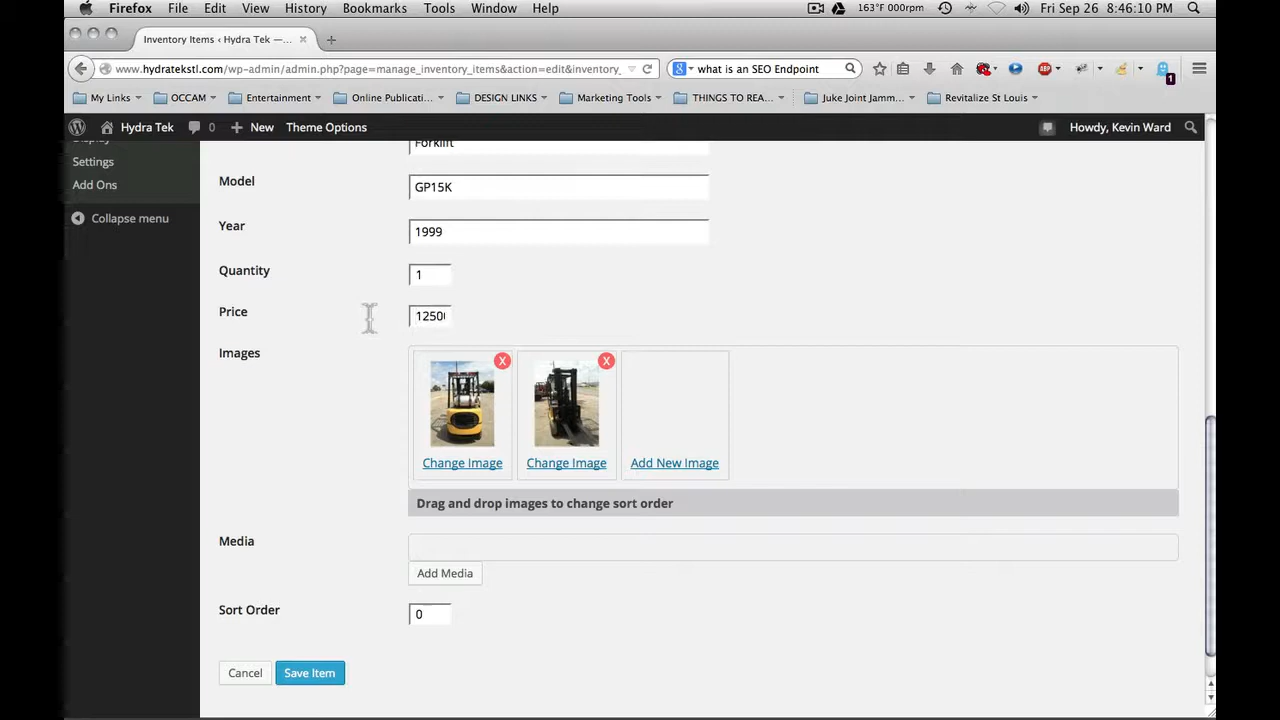 Firefox File Edit View History Bookmarks Tools Window Help 163°F 000rpm Fri Sep 26 8:46:10 PM
Inventory Items ‹ Hydra Tek —...
www.hydratekstl.com/wp-admin/admin.php?page=manage_inventory_items&action=edit&inventory_ what is an SEO Endpoint
1
My Links OCCAM Entertainment Online Publicati... DESIGN LINKS Marketing Tools THINGS TO REA... Juke Joint Jamm... Revitalize St Louis
Hydra Tek 0 New Theme Options Howdy, Kevin Ward
Display
Forklift
Settings
Model GP15K
Add Ons
Collapse menu
Year 1999
Quantity 1
Price 1250
Images
X X
Change Image Change Image Add New Image
Drag and drop images to change sort order
Media
Add Media
Sort Order 0
Cancel Save Item